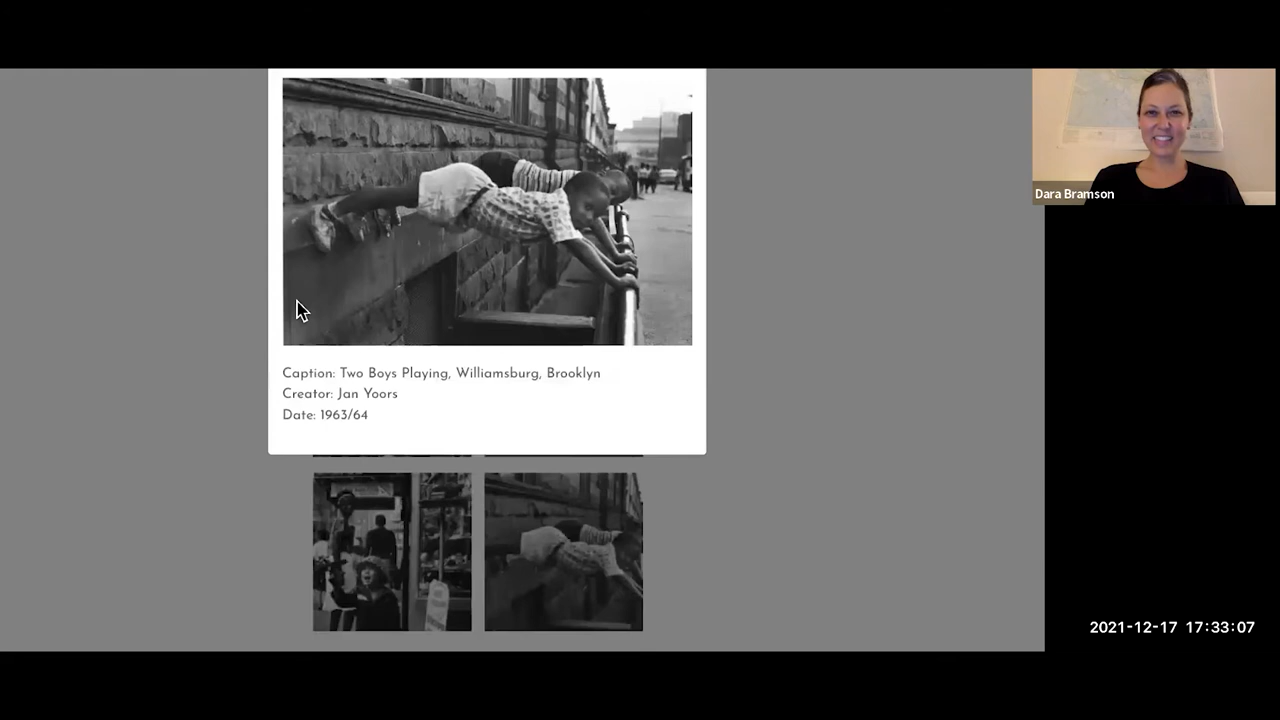 Caption: Two Boys Playing, Williamsburg, Brooklyn
Creator: Jan Yoors
Date: 1963/64
Dara Bramson
2021-12-17 17:33:07